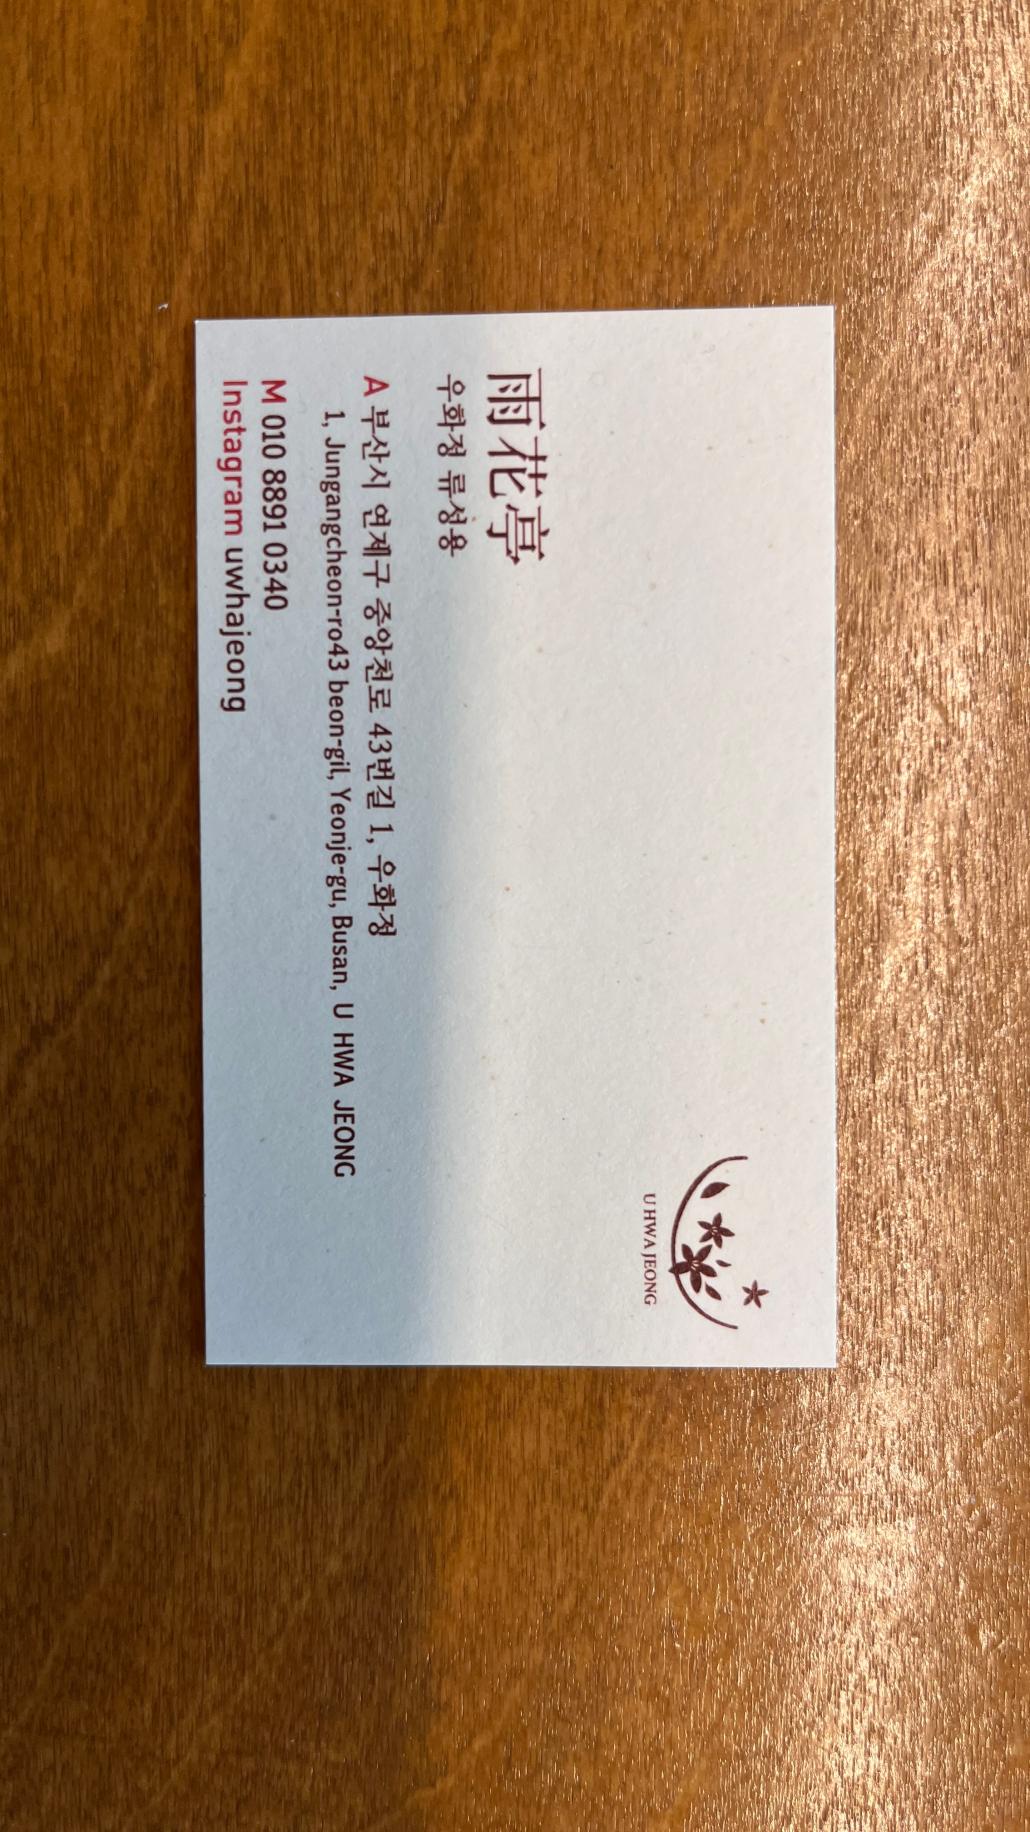 U HWA JEONG
雨花亭
우화정 류성용
A 부산시 연제구 중앙천로 43번길 1, 우화정
1, Jungangcheon-ro43 beon-gil, Yeonje-gu, Busan, U HWA JEONG
M 010 8891 0340
Instagram uwhajeong